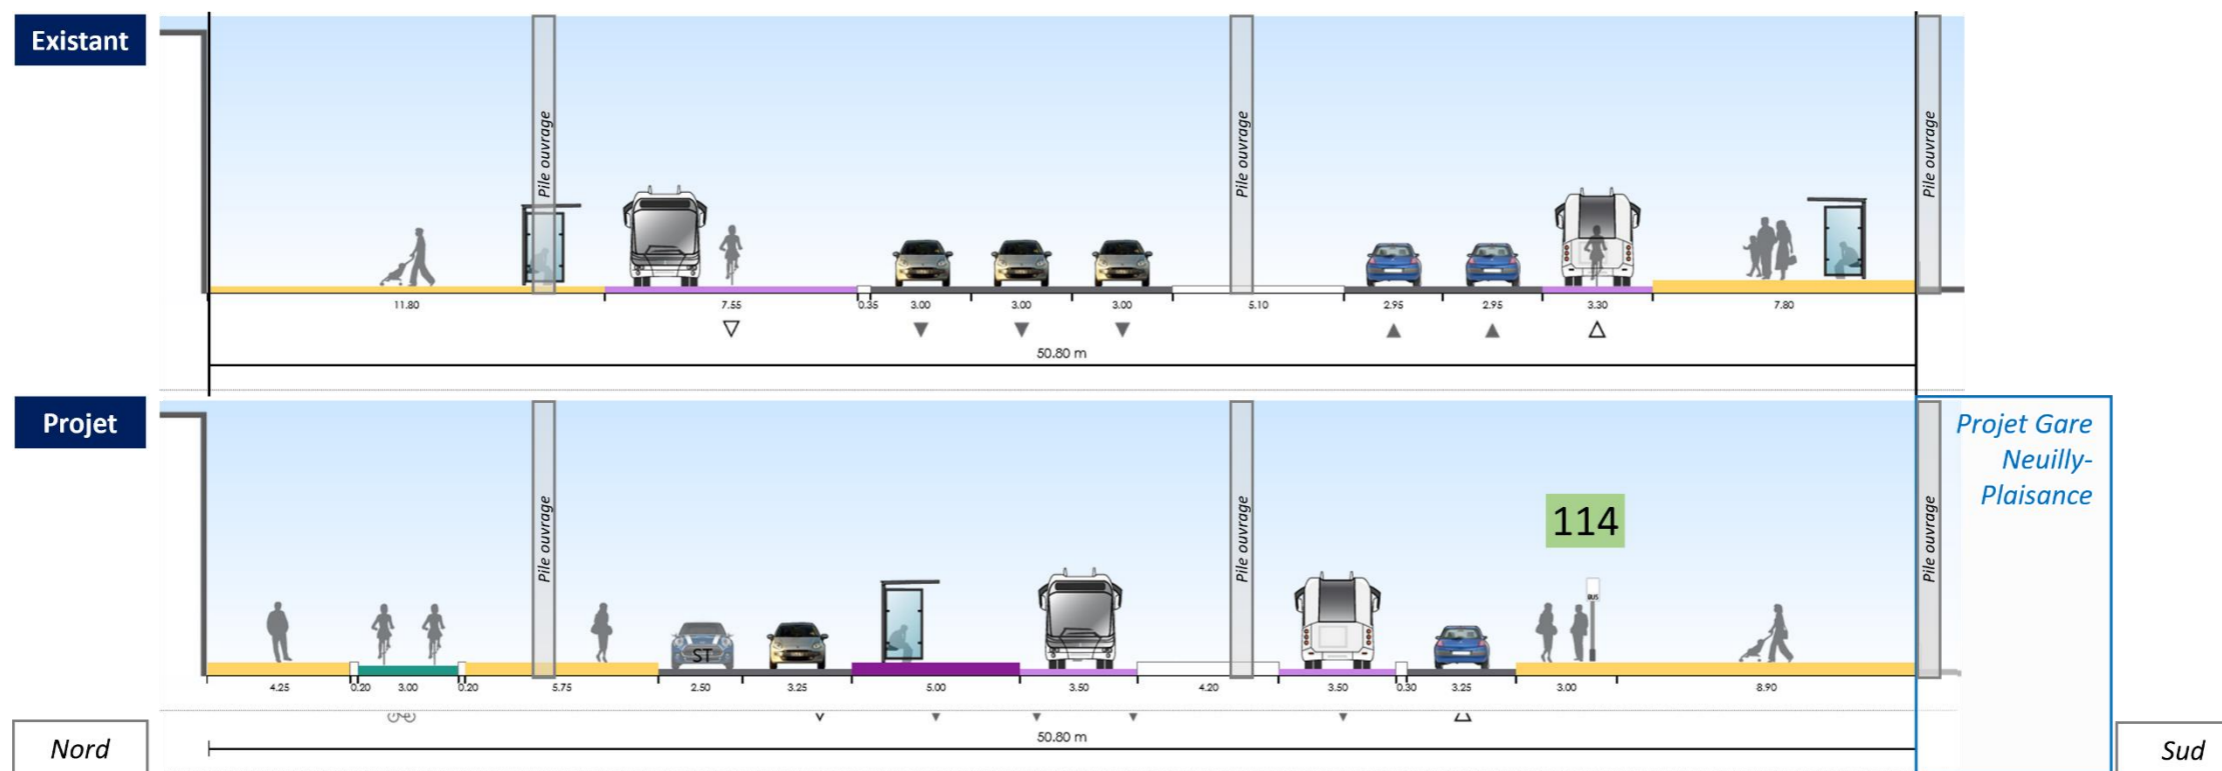 Existant
Pile ouvrage
Pile ouvrage
Pile ouvrage
11.80 7.55 0.35 3.00 3.00 3.00 5.10 2.95 2.95 3.30 7.80
50.80 m
Projet
Projet Gare
Neuilly-
Plaisance
Pile ouvrage
Pile ouvrage
Pile ouvrage
114
BUS
ST
4.25 0.20 3.00 0.20 5.75 2.50 3.25 5.00 3.50 4.20 3.50 0.30 3.25 3.00 8.90
50.80 m
Nord
Sud